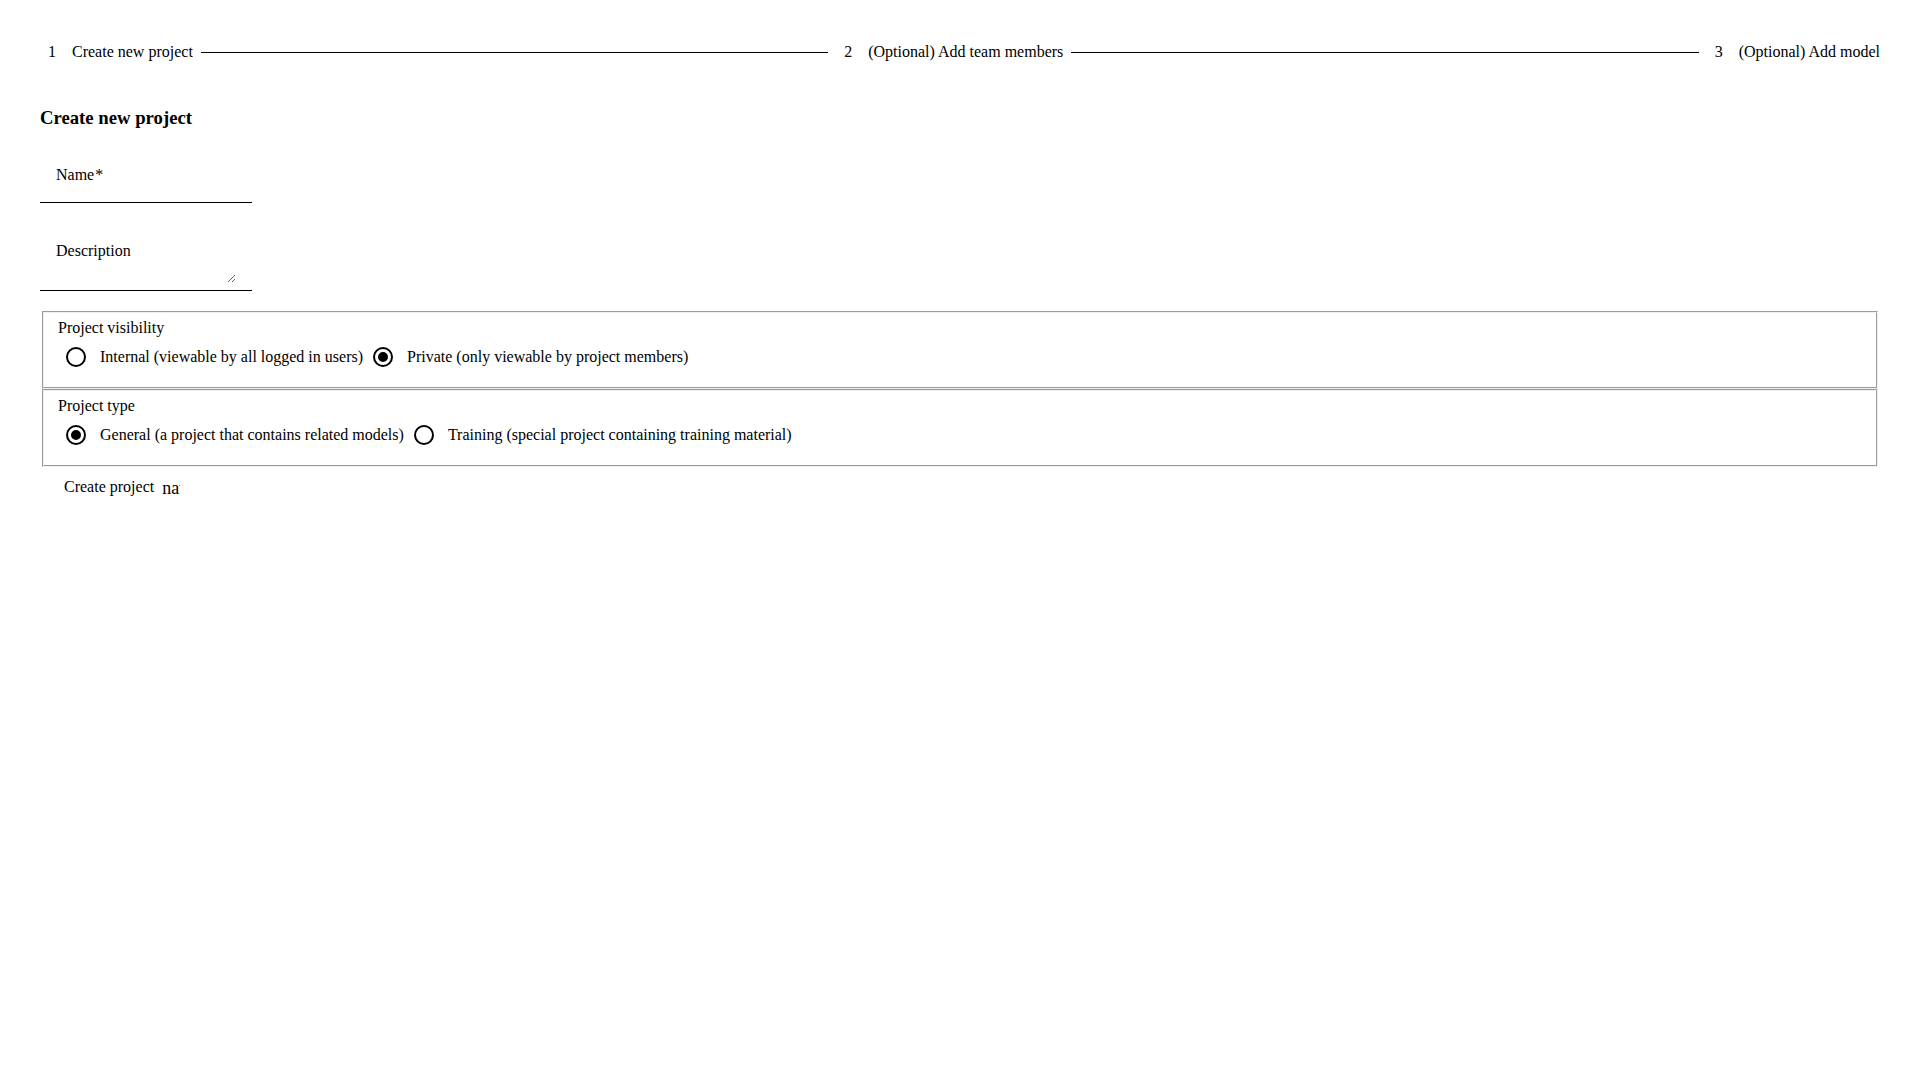 1 Create new project 2 (Optional) Add team members 3 (Optional) Add model
Create new project
Name*
Description
Project visibility
Internal (viewable by all logged in users) Private (only viewable by project members)
Project type
General (a project that contains related models) Training (special project containing training material)
Create project na